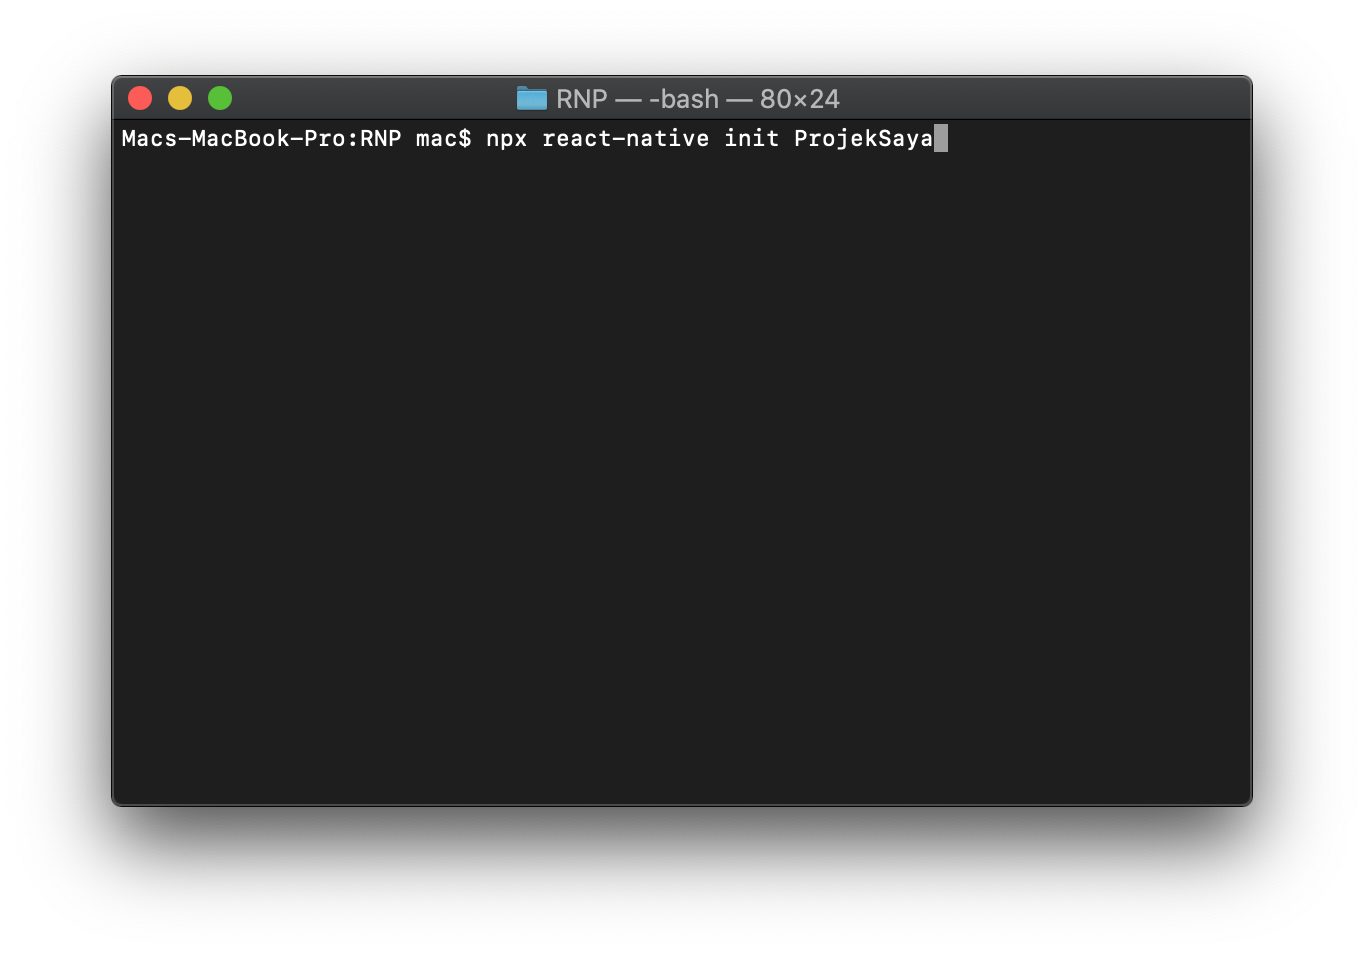 RNP — -bash — 80×24
Macs-MacBook-Pro:RNP mac$ npx react-native init ProjekSaya